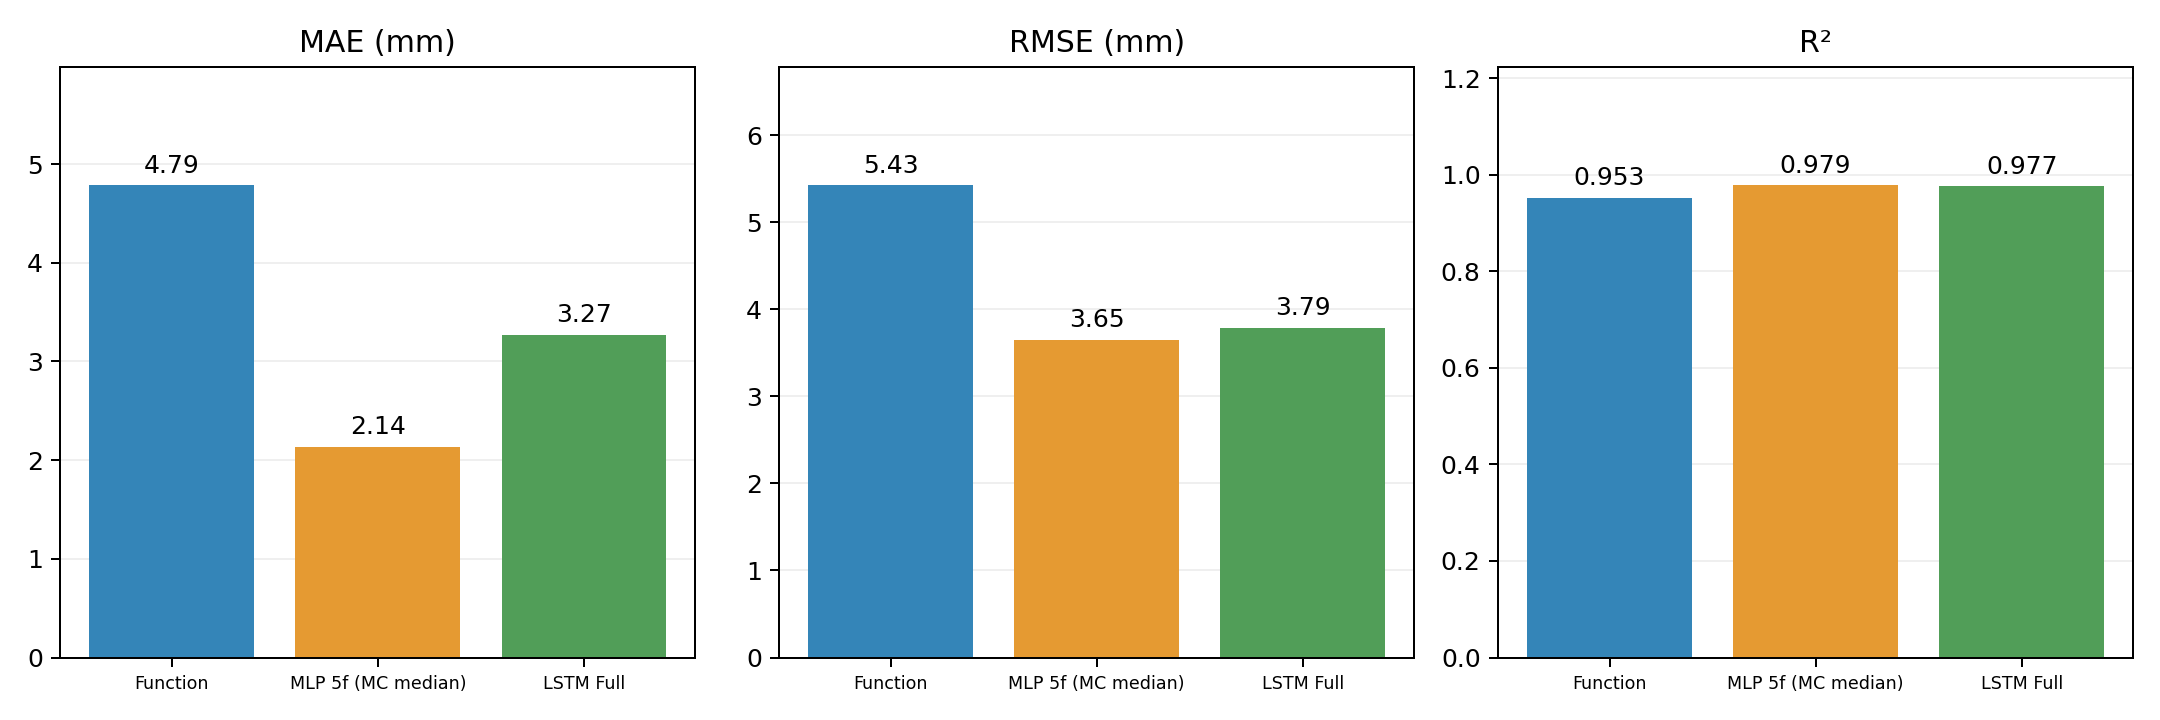 MAE (mm)
5
4
3
2
1
0
4.79
2.14
3.27
Function
MLP 5f (MC median)
LSTM Full
RMSE (mm)
6
5
4
3
2
1
0
5.43
3.65
3.79
Function
MLP 5f (MC median)
LSTM Full
R²
1.2
1.0
0.8
0.6
0.4
0.2
0.0
0.953
0.979
0.977
Function
MLP 5f (MC median)
LSTM Full